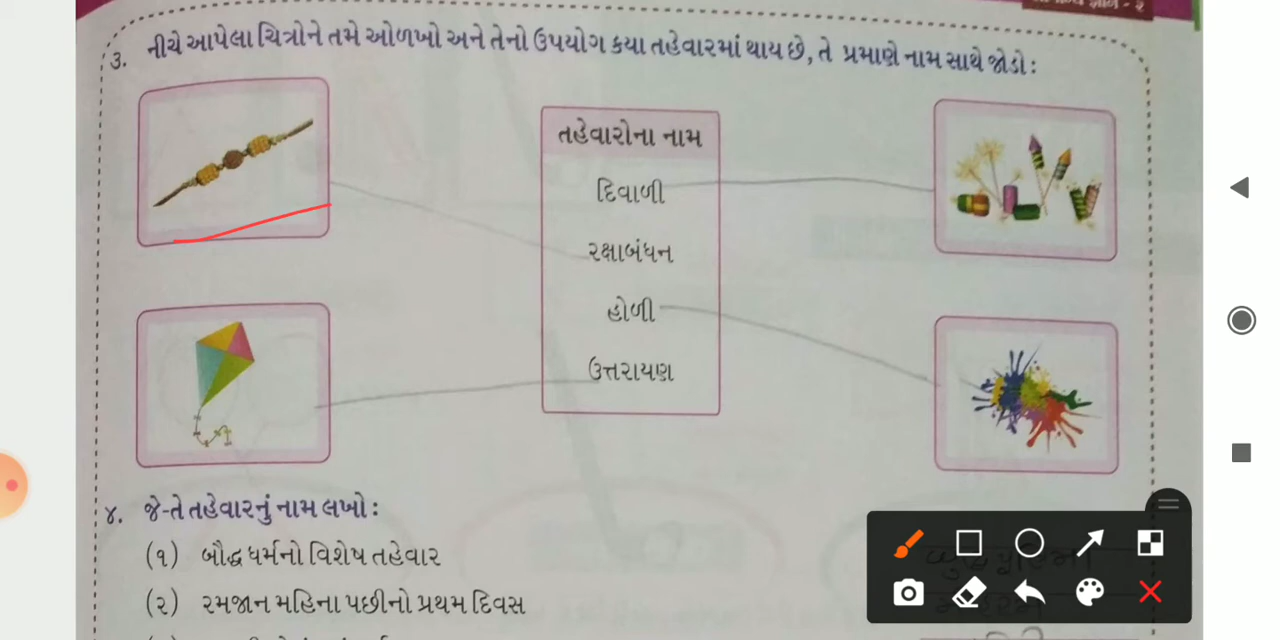 ૩. નીચે આપેલા ચિત્રોને તમે ઓળખો અને તેનો ઉપયોગ કયા તહેવારમાં થાય છે, તે પ્રમાણે નામ સાથે જોડો :
તહેવારોના નામ
દિવાળી
રક્ષાબંધન
હોળી
ઉત્તરાયણ
૪. જે-તે તહેવારનું નામ લખો :
(૧) બૌદ્ધ ધર્મનો વિશેષ તહેવાર
(૨) રમજાન મહિના પછીનો પ્રથમ દિવસ